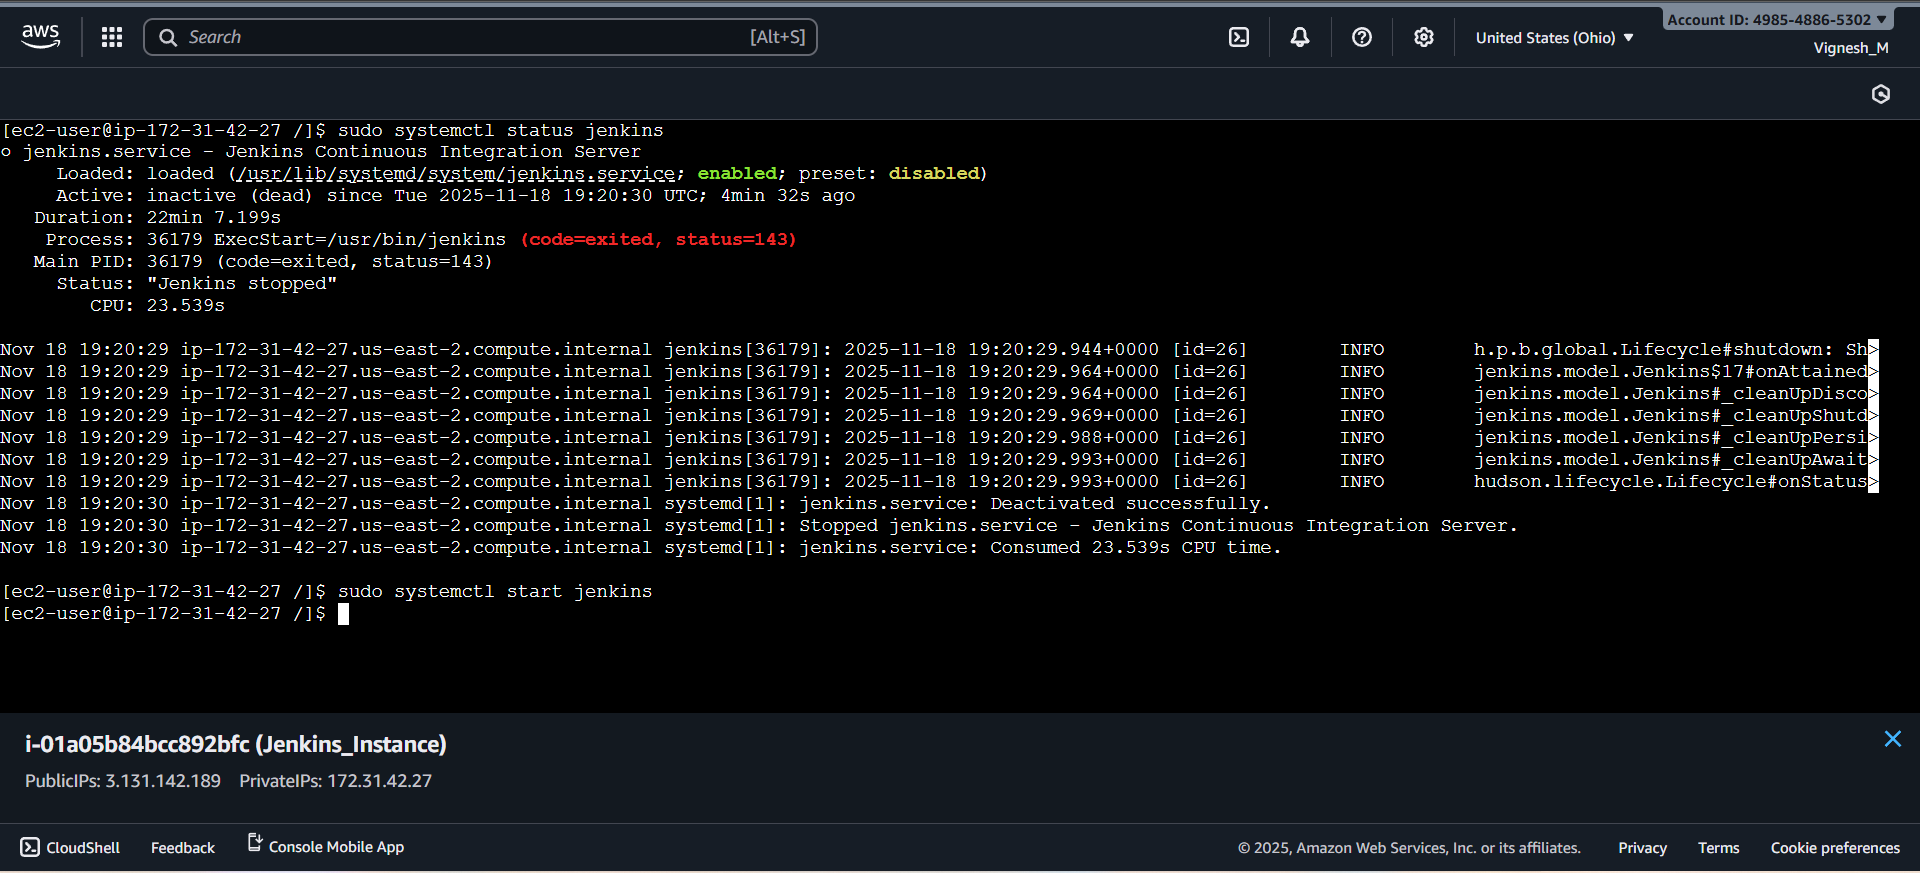 aws
Search [Alt+S]
United States (Ohio) ▼
Account ID: 4985-4886-5302 ▼
Vignesh_M
[ec2-user@ip-172-31-42-27 /]$ sudo systemctl status jenkins
○ jenkins.service - Jenkins Continuous Integration Server
     Loaded: loaded (/usr/lib/systemd/system/jenkins.service; enabled; preset: disabled)
     Active: inactive (dead) since Tue 2025-11-18 19:20:30 UTC; 4min 32s ago
   Duration: 22min 7.199s
    Process: 36179 ExecStart=/usr/bin/jenkins (code=exited, status=143)
   Main PID: 36179 (code=exited, status=143)
     Status: "Jenkins stopped"
        CPU: 23.539s
Nov 18 19:20:29 ip-172-31-42-27.us-east-2.compute.internal jenkins[36179]: 2025-11-18 19:20:29.944+0000 [id=26]        INFO        h.p.b.global.Lifecycle#shutdown: Sh>
Nov 18 19:20:29 ip-172-31-42-27.us-east-2.compute.internal jenkins[36179]: 2025-11-18 19:20:29.964+0000 [id=26]        INFO        jenkins.model.Jenkins$17#onAttained>
Nov 18 19:20:29 ip-172-31-42-27.us-east-2.compute.internal jenkins[36179]: 2025-11-18 19:20:29.964+0000 [id=26]        INFO        jenkins.model.Jenkins#_cleanUpDisco>
Nov 18 19:20:29 ip-172-31-42-27.us-east-2.compute.internal jenkins[36179]: 2025-11-18 19:20:29.969+0000 [id=26]        INFO        jenkins.model.Jenkins#_cleanUpShutd>
Nov 18 19:20:29 ip-172-31-42-27.us-east-2.compute.internal jenkins[36179]: 2025-11-18 19:20:29.988+0000 [id=26]        INFO        jenkins.model.Jenkins#_cleanUpPersi>
Nov 18 19:20:29 ip-172-31-42-27.us-east-2.compute.internal jenkins[36179]: 2025-11-18 19:20:29.993+0000 [id=26]        INFO        jenkins.model.Jenkins#_cleanUpAwait>
Nov 18 19:20:29 ip-172-31-42-27.us-east-2.compute.internal jenkins[36179]: 2025-11-18 19:20:29.993+0000 [id=26]        INFO        hudson.lifecycle.Lifecycle#onStatus>
Nov 18 19:20:30 ip-172-31-42-27.us-east-2.compute.internal systemd[1]: jenkins.service: Deactivated successfully.
Nov 18 19:20:30 ip-172-31-42-27.us-east-2.compute.internal systemd[1]: Stopped jenkins.service - Jenkins Continuous Integration Server.
Nov 18 19:20:30 ip-172-31-42-27.us-east-2.compute.internal systemd[1]: jenkins.service: Consumed 23.539s CPU time.
[ec2-user@ip-172-31-42-27 /]$ sudo systemctl start jenkins
[ec2-user@ip-172-31-42-27 /]$
i-01a05b84bcc892bfc (Jenkins_Instance)
PublicIPs: 3.131.142.189 PrivateIPs: 172.31.42.27
CloudShell Feedback Console Mobile App © 2025, Amazon Web Services, Inc. or its affiliates. Privacy Terms Cookie preferences